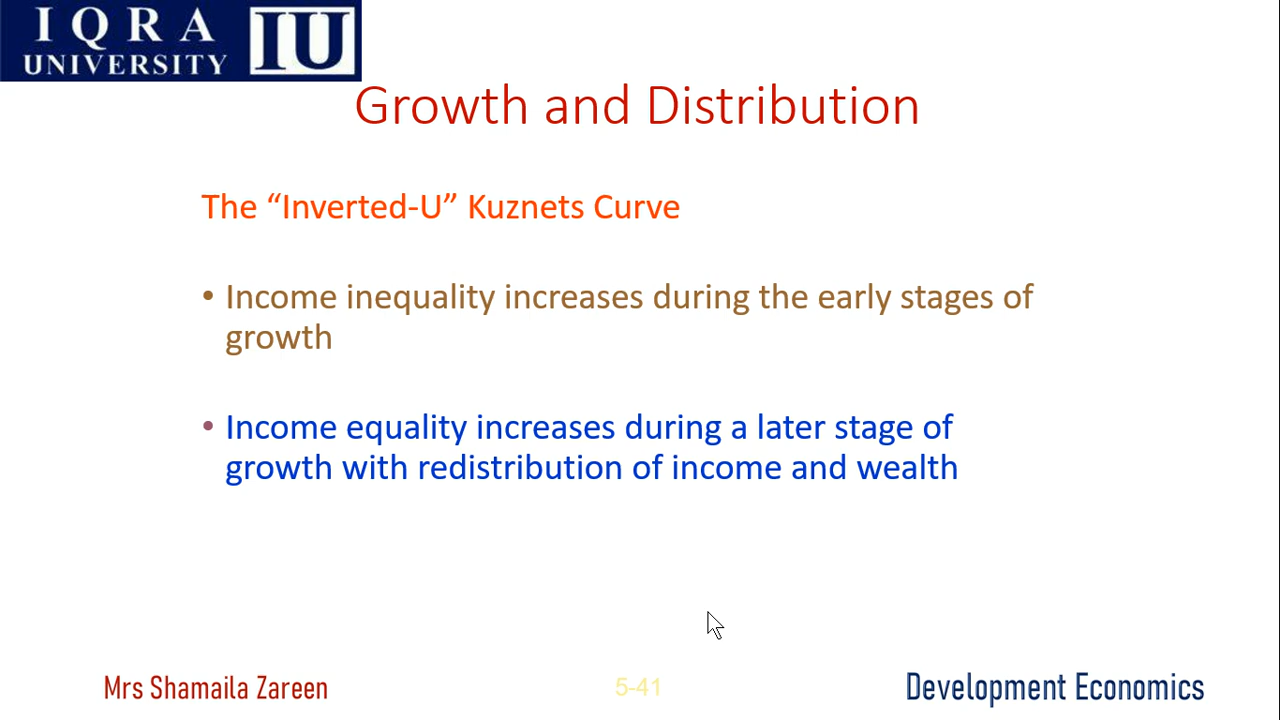 IQRA
UNIVERSITY
IU
Growth and Distribution
The “Inverted-U” Kuznets Curve
• Income inequality increases during the early stages of
growth
• Income equality increases during a later stage of
growth with redistribution of income and wealth
Mrs Shamaila Zareen
5-41
Development Economics